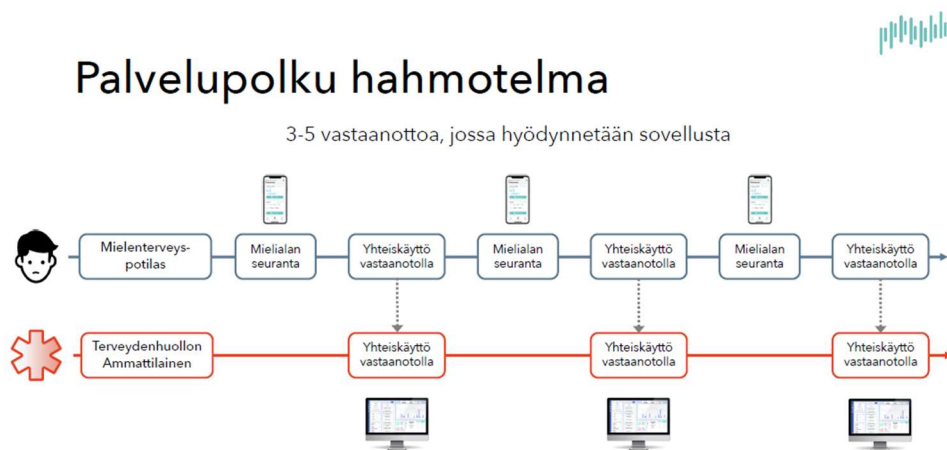 Palvelupolku hahmotelma
3-5 vastaanottoa, jossa hyödynnetään sovellusta
Mielenterveys-
potilas
Mielialan
seuranta
Yhteiskäyttö
vastaanotolla
Mielialan
seuranta
Yhteiskäyttö
vastaanotolla
Mielialan
seuranta
Yhteiskäyttö
vastaanotolla
Terveydenhuollon
Ammattilainen
Yhteiskäyttö
vastaanotolla
Yhteiskäyttö
vastaanotolla
Yhteiskäyttö
vastaanotolla